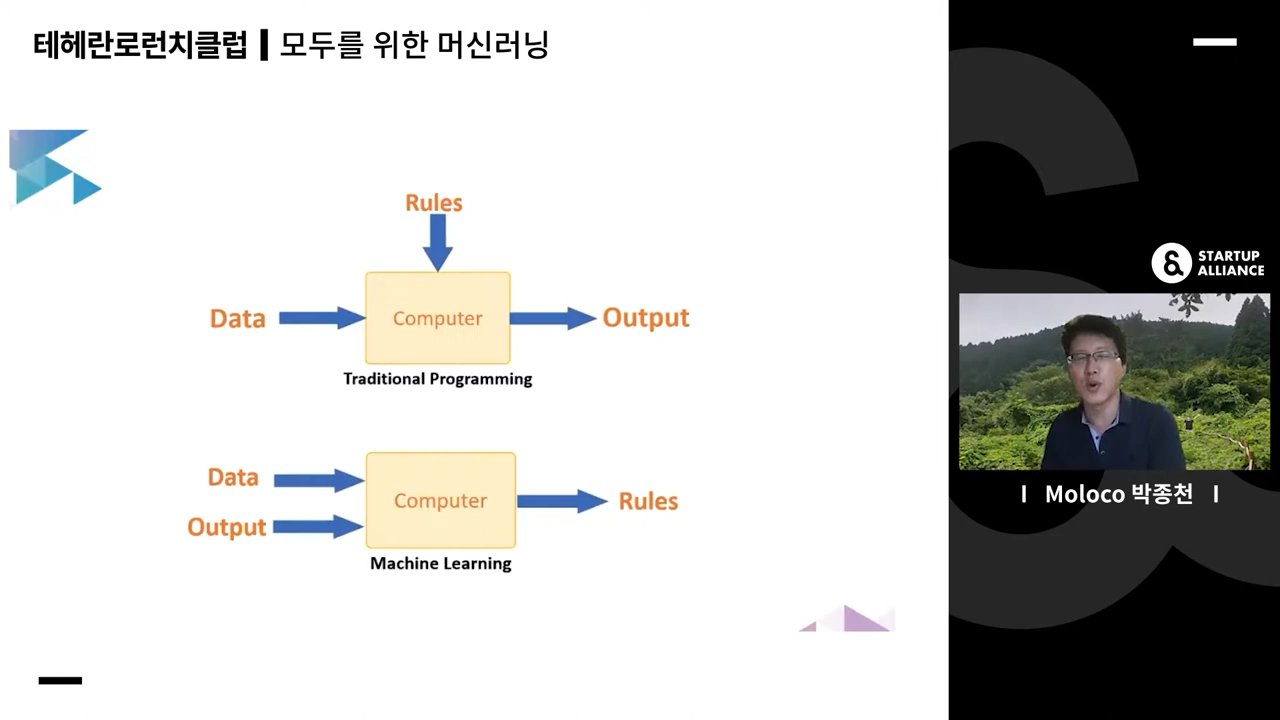 테헤란로런치클럽 | 모두를 위한 머신러닝
Rules
Data
Computer
Output
Traditional Programming
Data
Output
Computer
Rules
Machine Learning
STARTUP
ALLIANCE
Moloco 박종천